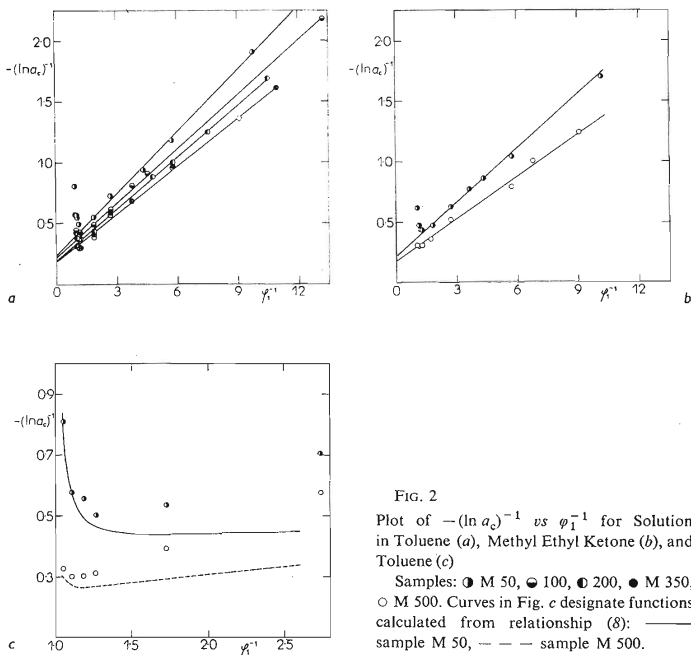 2·0
−(ln a_c)⁻¹
1·5
1·0
0·5
0 3 6 9 φ₁⁻¹ 12
a
2·0
−(ln a_c)⁻¹
1·5
1·0
0·5
0 3 6 9 φ₁⁻¹ 12
b
0·9
−(ln a_c)⁻¹
0·7
0·5
0·3
1·0 1·5 φ₁⁻¹ 2·0 2·5
c
FIG. 2
Plot of −(ln a_c)⁻¹ vs φ₁⁻¹ for Solution
in Toluene (a), Methyl Ethyl Ketone (b), and
Toluene (c)
Samples: ◑ M 50, ◒ 100, ◐ 200, ● M 350,
○ M 500. Curves in Fig. c designate functions
calculated from relationship (8): ———
sample M 50, − − − sample M 500.